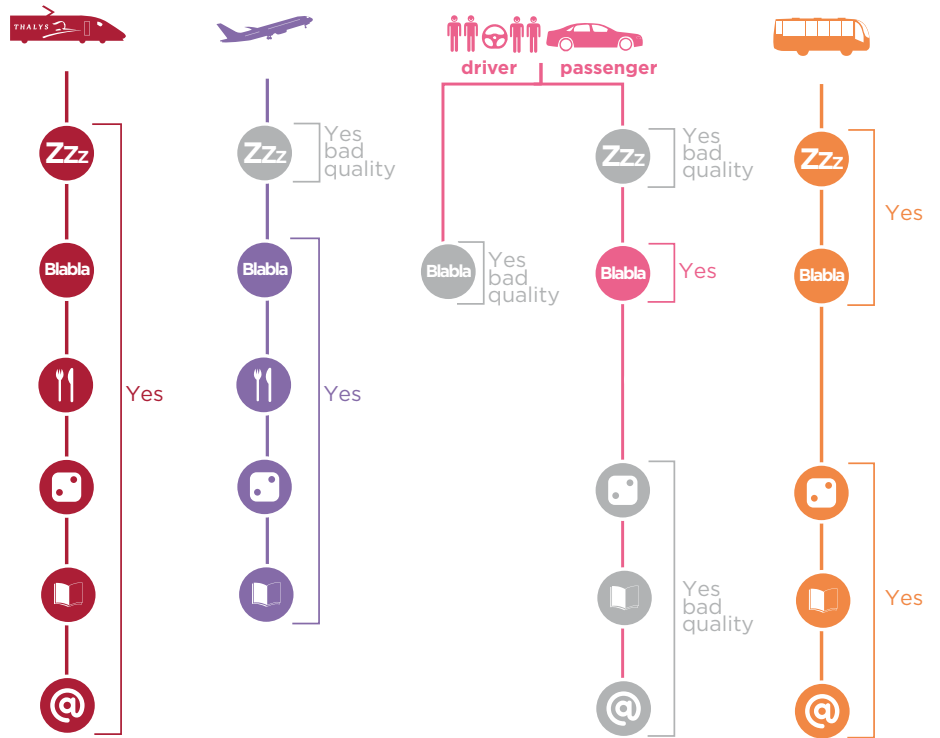 THALYS
driver passenger
Zzz
Blabla
Yes
@
Zzz
Yes
bad
quality
Blabla
Yes
Blabla
Yes
bad
quality
Zzz
Yes
bad
quality
Blabla
Yes
Yes
bad
quality
@
Zzz
Yes
Blabla
Yes
@